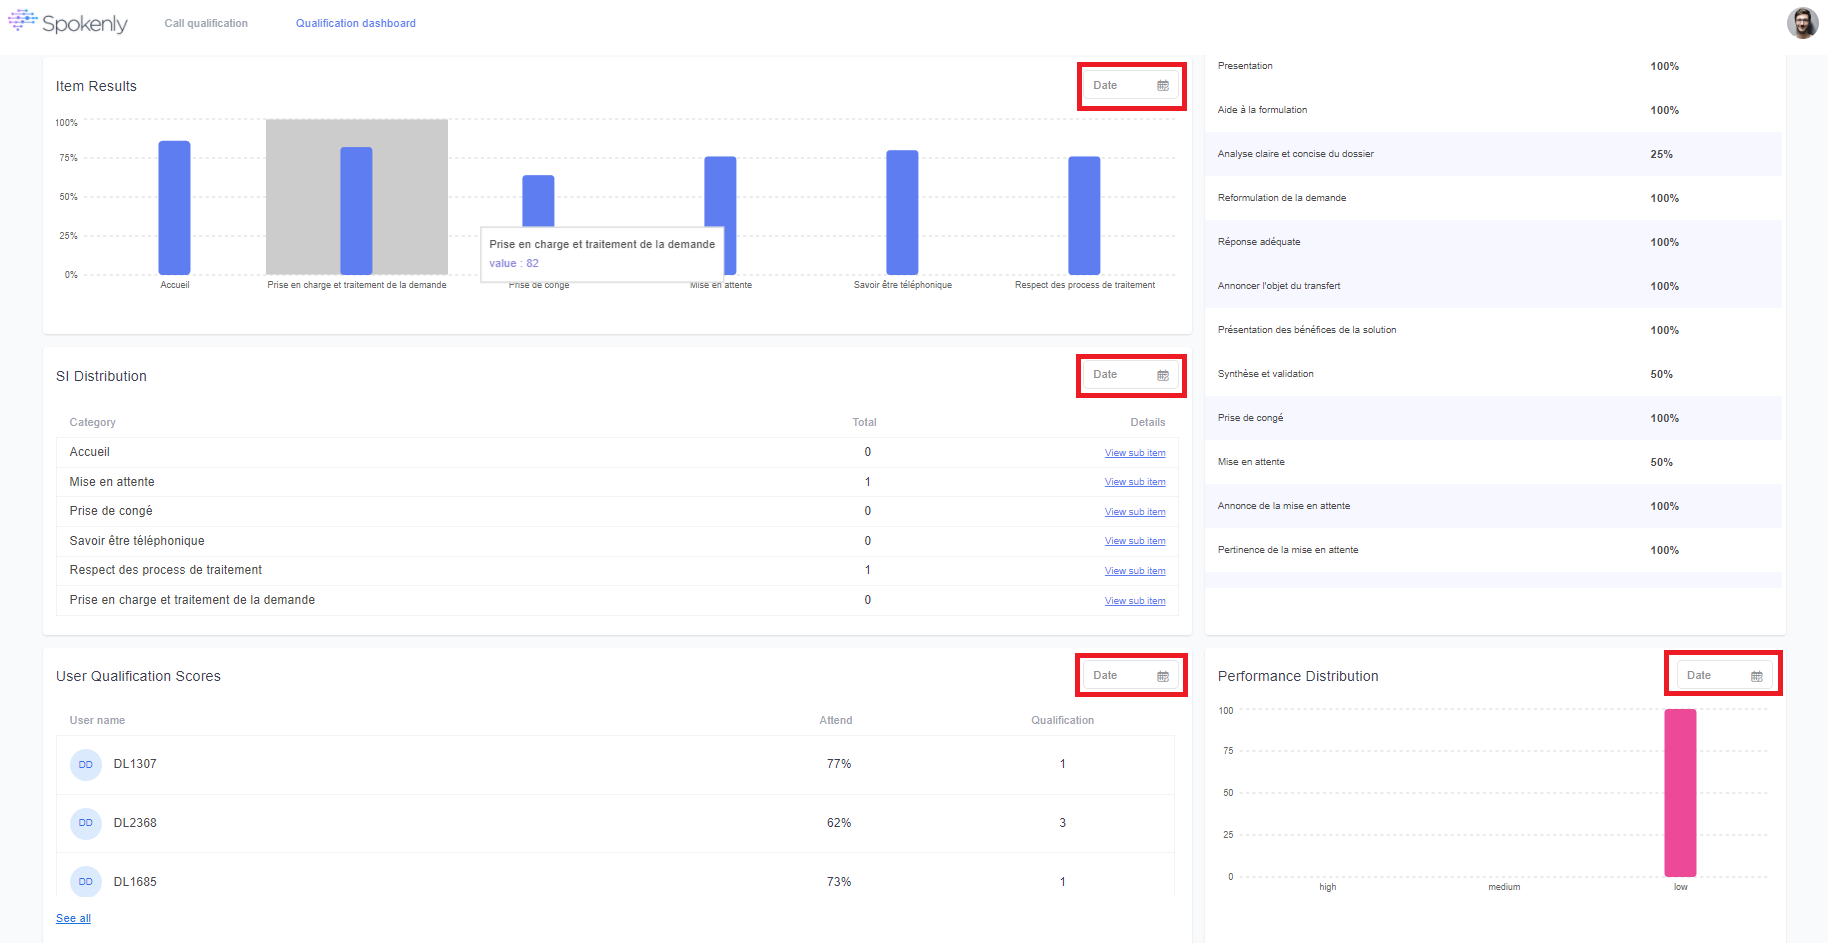 Spokenly
Call qualification
Qualification dashboard
Item Results
Date
100%
75%
50%
25%
0%
Accueil
Prise en charge et traitement de la demande
Prise de congé
Mise en attente
Savoir être téléphonique
Respect des process de traitement
Prise en charge et traitement de la demande
value : 82
Presentation 100%
Aide à la formulation 100%
Analyse claire et concise du dossier 25%
Reformulation de la demande 100%
Réponse adéquate 100%
Annoncer l'objet du transfert 100%
Présentation des bénéfices de la solution 100%
Synthèse et validation 50%
Prise de congé 100%
Mise en attente 50%
Annonce de la mise en attente 100%
Pertinence de la mise en attente 100%
SI Distribution
Date
Category Total Details
Accueil 0 View sub item
Mise en attente 1 View sub item
Prise de congé 0 View sub item
Savoir être téléphonique 0 View sub item
Respect des process de traitement 1 View sub item
Prise en charge et traitement de la demande 0 View sub item
User Qualification Scores
Date
User name Attend Qualification
DD DL1307 77% 1
DD DL2368 62% 3
DD DL1685 73% 1
See all
Performance Distribution
Date
100
75
50
25
0
high
medium
low